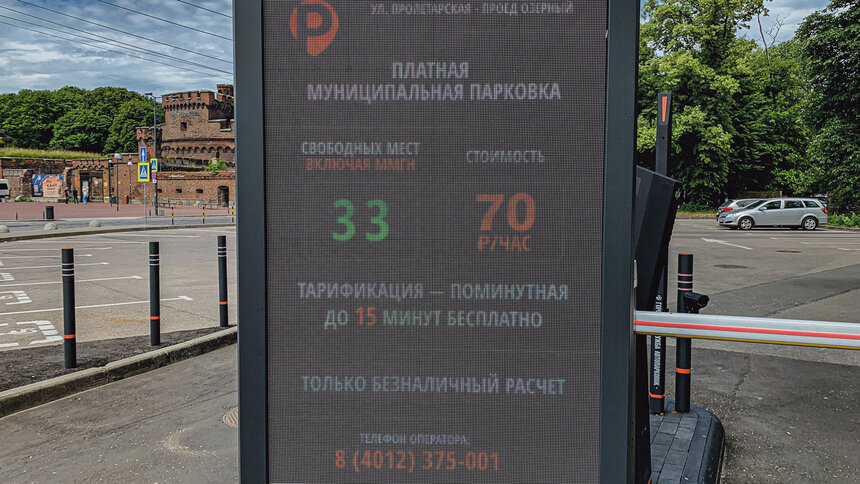 P
УЛ. ПРОЛЕТАРСКАЯ - ПРОЕД ОЗЕРНЫЙ
ПЛАТНАЯ
МУНИЦИПАЛЬНАЯ ПАРКОВКА
СВОБОДНЫХ МЕСТ
ВКЛЮЧАЯ ММГН
СТОИМОСТЬ
33
70
₽/ЧАС
ТАРИФИКАЦИЯ — ПОМИНУТНАЯ
ДО 15 МИНУТ БЕСПЛАТНО
ТОЛЬКО БЕЗНАЛИЧНЫЙ РАСЧЕТ
ТЕЛЕФОН ОПЕРАТОРА:
8 (4012) 375-001